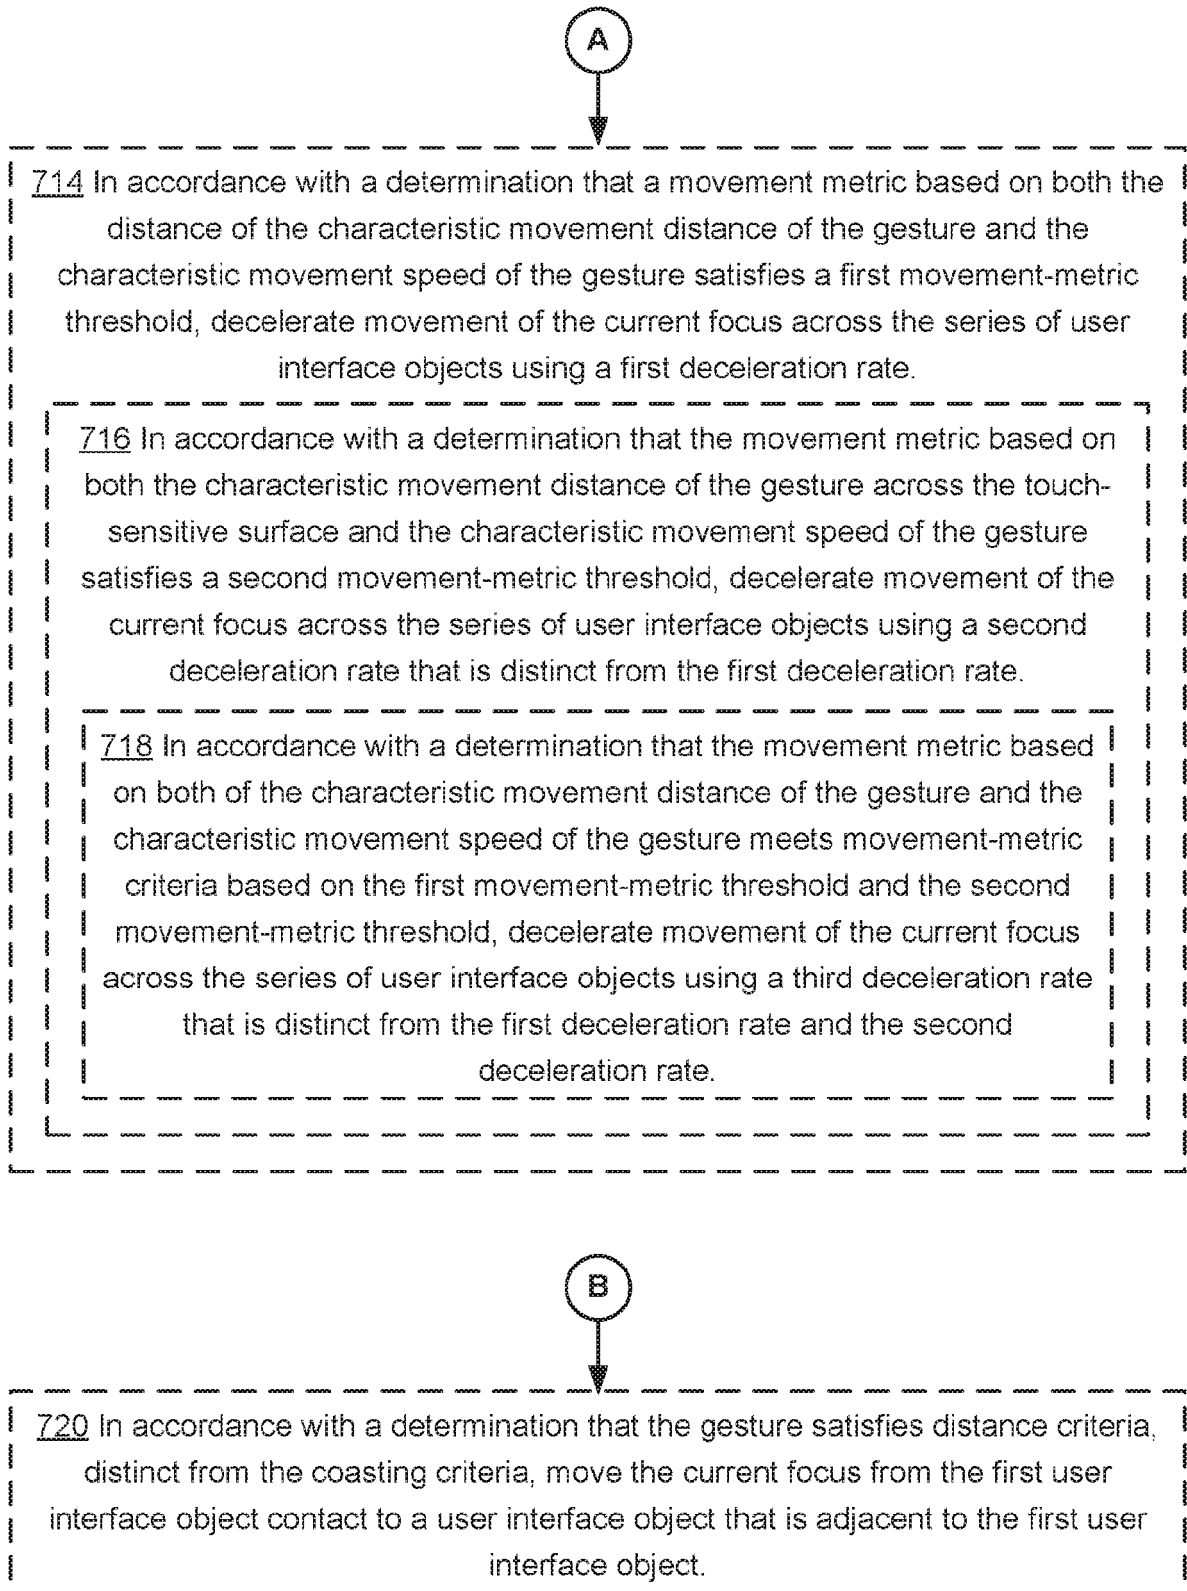 A
714 In accordance with a determination that a movement metric based on both the
distance of the characteristic movement distance of the gesture and the
characteristic movement speed of the gesture satisfies a first movement-metric
threshold, decelerate movement of the current focus across the series of user
interface objects using a first deceleration rate.
716 In accordance with a determination that the movement metric based on
both the characteristic movement distance of the gesture across the touch-
sensitive surface and the characteristic movement speed of the gesture
satisfies a second movement-metric threshold, decelerate movement of the
current focus across the series of user interface objects using a second
deceleration rate that is distinct from the first deceleration rate.
718 In accordance with a determination that the movement metric based
on both of the characteristic movement distance of the gesture and the
characteristic movement speed of the gesture meets movement-metric
criteria based on the first movement-metric threshold and the second
movement-metric threshold, decelerate movement of the current focus
across the series of user interface objects using a third deceleration rate
that is distinct from the first deceleration rate and the second
deceleration rate.
B
720 In accordance with a determination that the gesture satisfies distance criteria,
distinct from the coasting criteria, move the current focus from the first user
interface object contact to a user interface object that is adjacent to the first user
interface object.